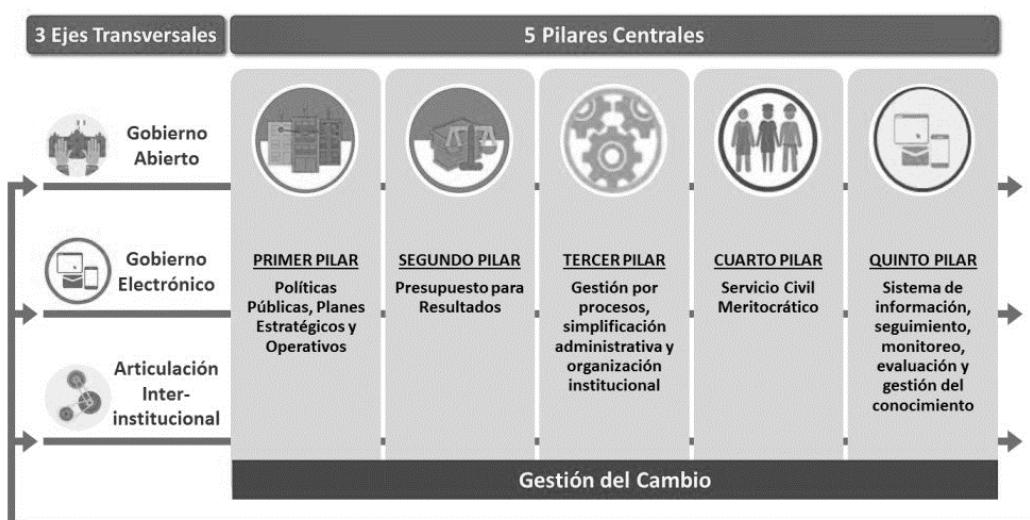 3 Ejes Transversales
5 Pilares Centrales
Gobierno
Abierto
Gobierno
Electrónico
Articulación
Inter-
institucional
PRIMER PILAR
Políticas
Públicas, Planes
Estratégicos y
Operativos
SEGUNDO PILAR
Presupuesto para
Resultados
TERCER PILAR
Gestión por
procesos,
simplificación
administrativa y
organización
institucional
CUARTO PILAR
Servicio Civil
Meritocrático
QUINTO PILAR
Sistema de
información,
seguimiento,
monitoreo,
evaluación y
gestión del
conocimiento
Gestión del Cambio